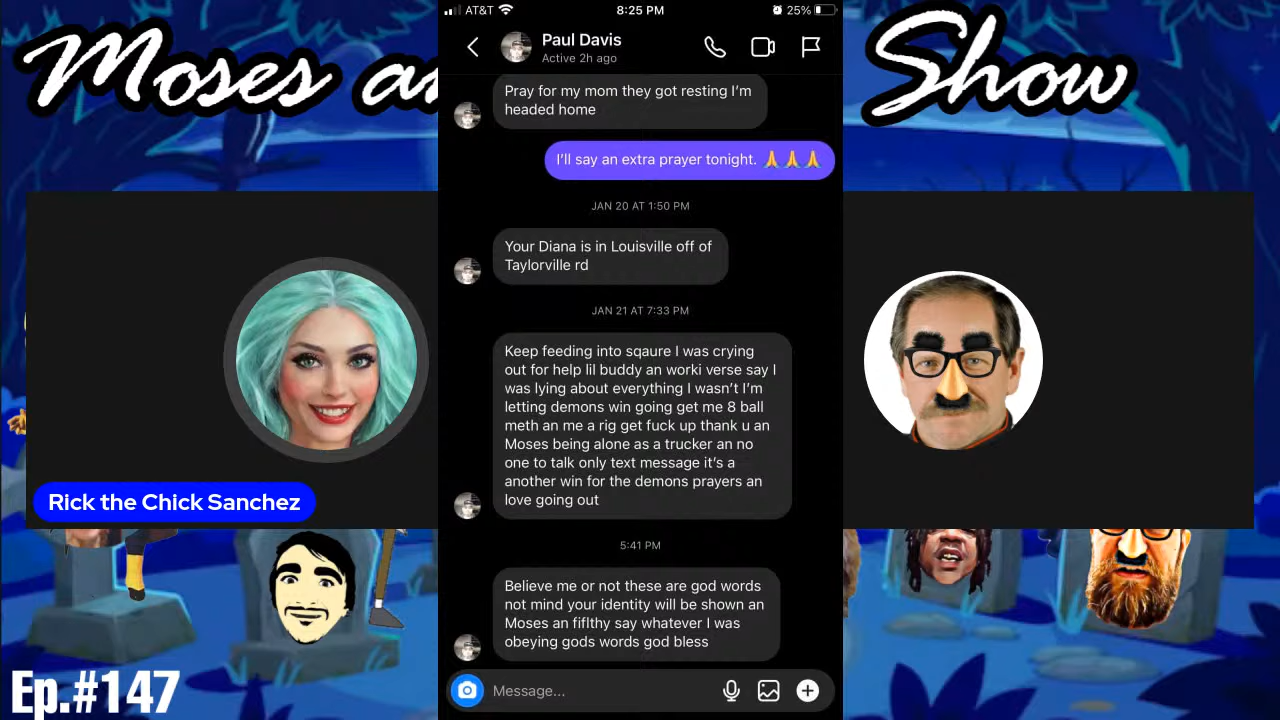 Moses an
Show
AT&T
8:25 PM
25%
Paul Davis
Active 2h ago
Pray for my mom they got resting I'm
headed home
I'll say an extra prayer tonight. 🙏🙏🙏
JAN 20 AT 1:50 PM
Your Diana is in Louisville off of
Taylorville rd
JAN 21 AT 7:33 PM
Keep feeding into sqaure I was crying
out for help lil buddy an worki verse say I
was lying about everything I wasn't I'm
letting demons win going get me 8 ball
meth an me a rig get fuck up thank u an
Moses being alone as a trucker an no
one to talk only text message it's a
another win for the demons prayers an
love going out
5:41 PM
Believe me or not these are god words
not mind your identity will be shown an
Moses an fiflthy say whatever I was
obeying gods words god bless
Message...
Rick the Chick Sanchez
Ep.#147